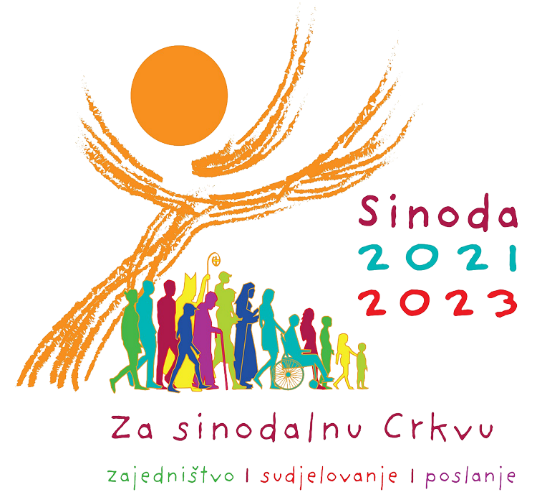 Sinoda
2021
2023
Za sinodalnu Crkvu
zajedništvo | sudjelovanje | poslanje